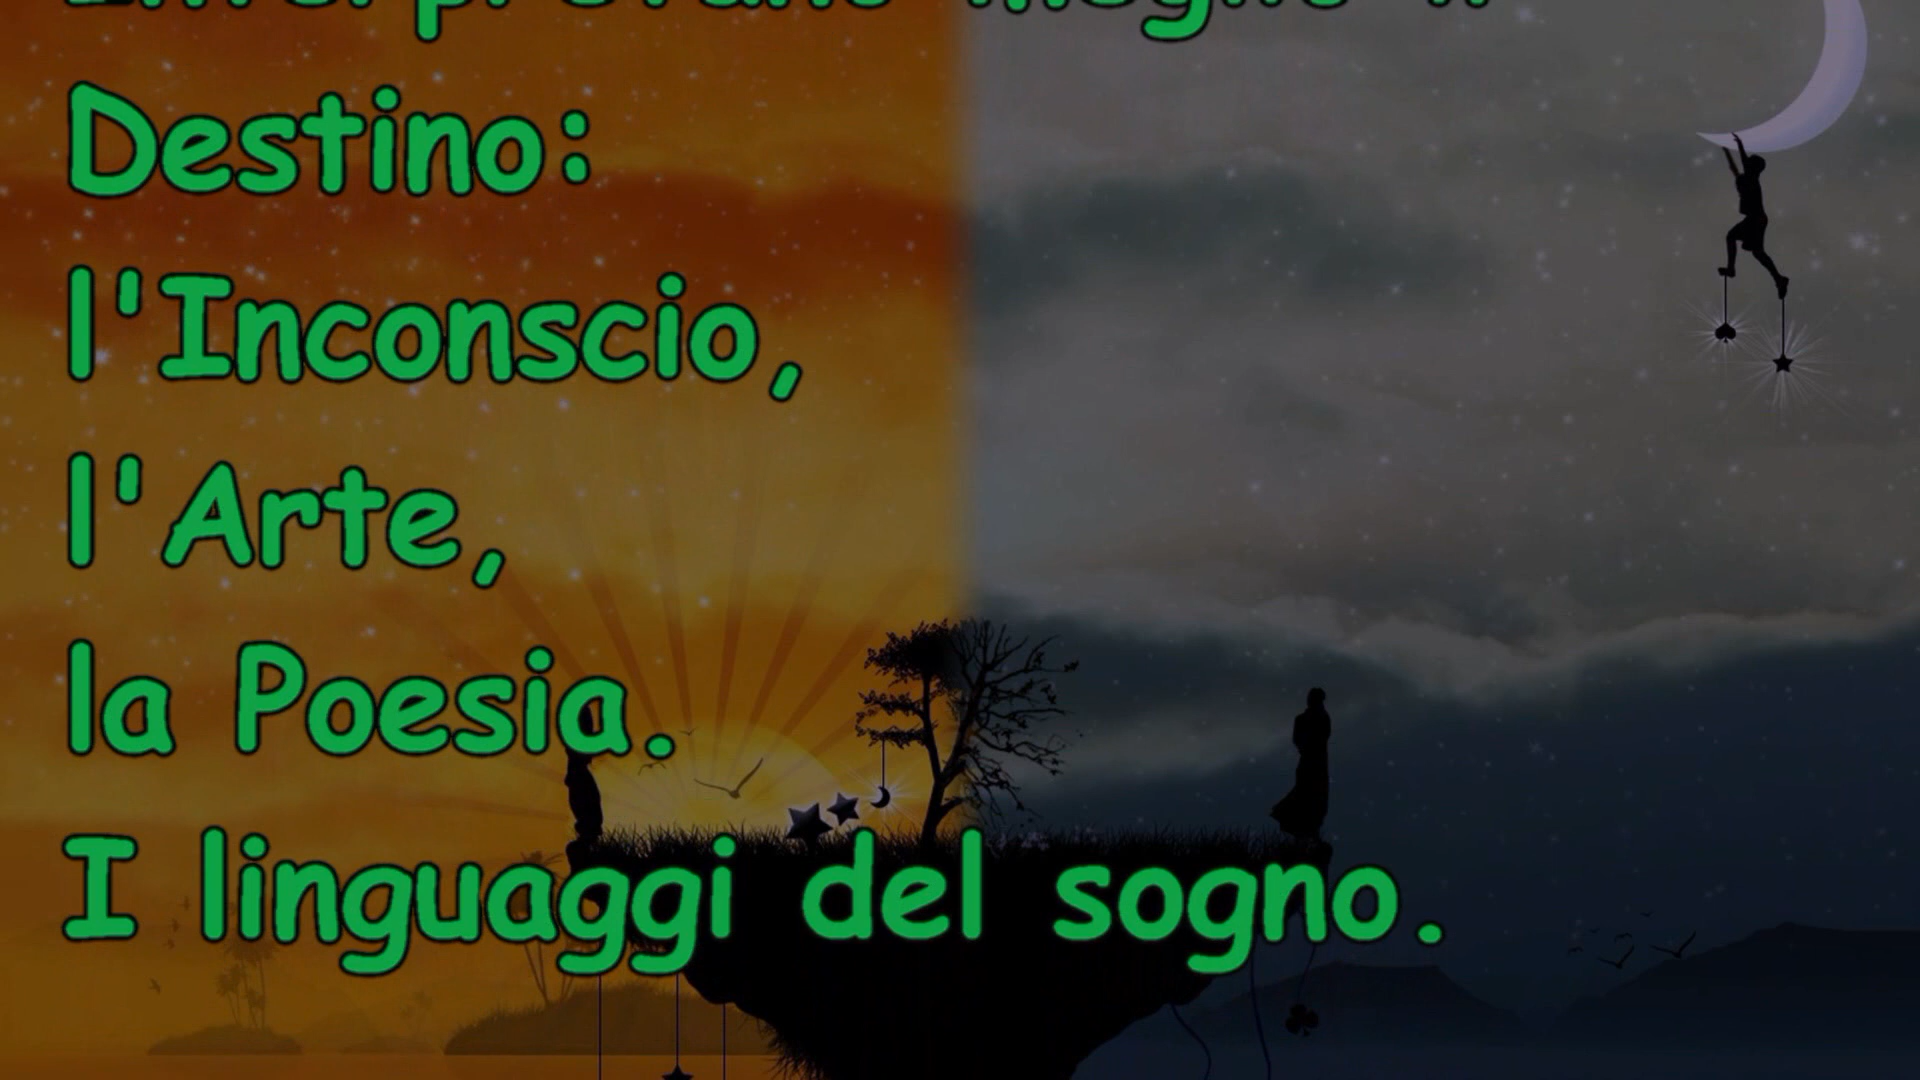 Destino:
l'Inconscio,
l'Arte,
la Poesia.
I linguaggi del sogno.